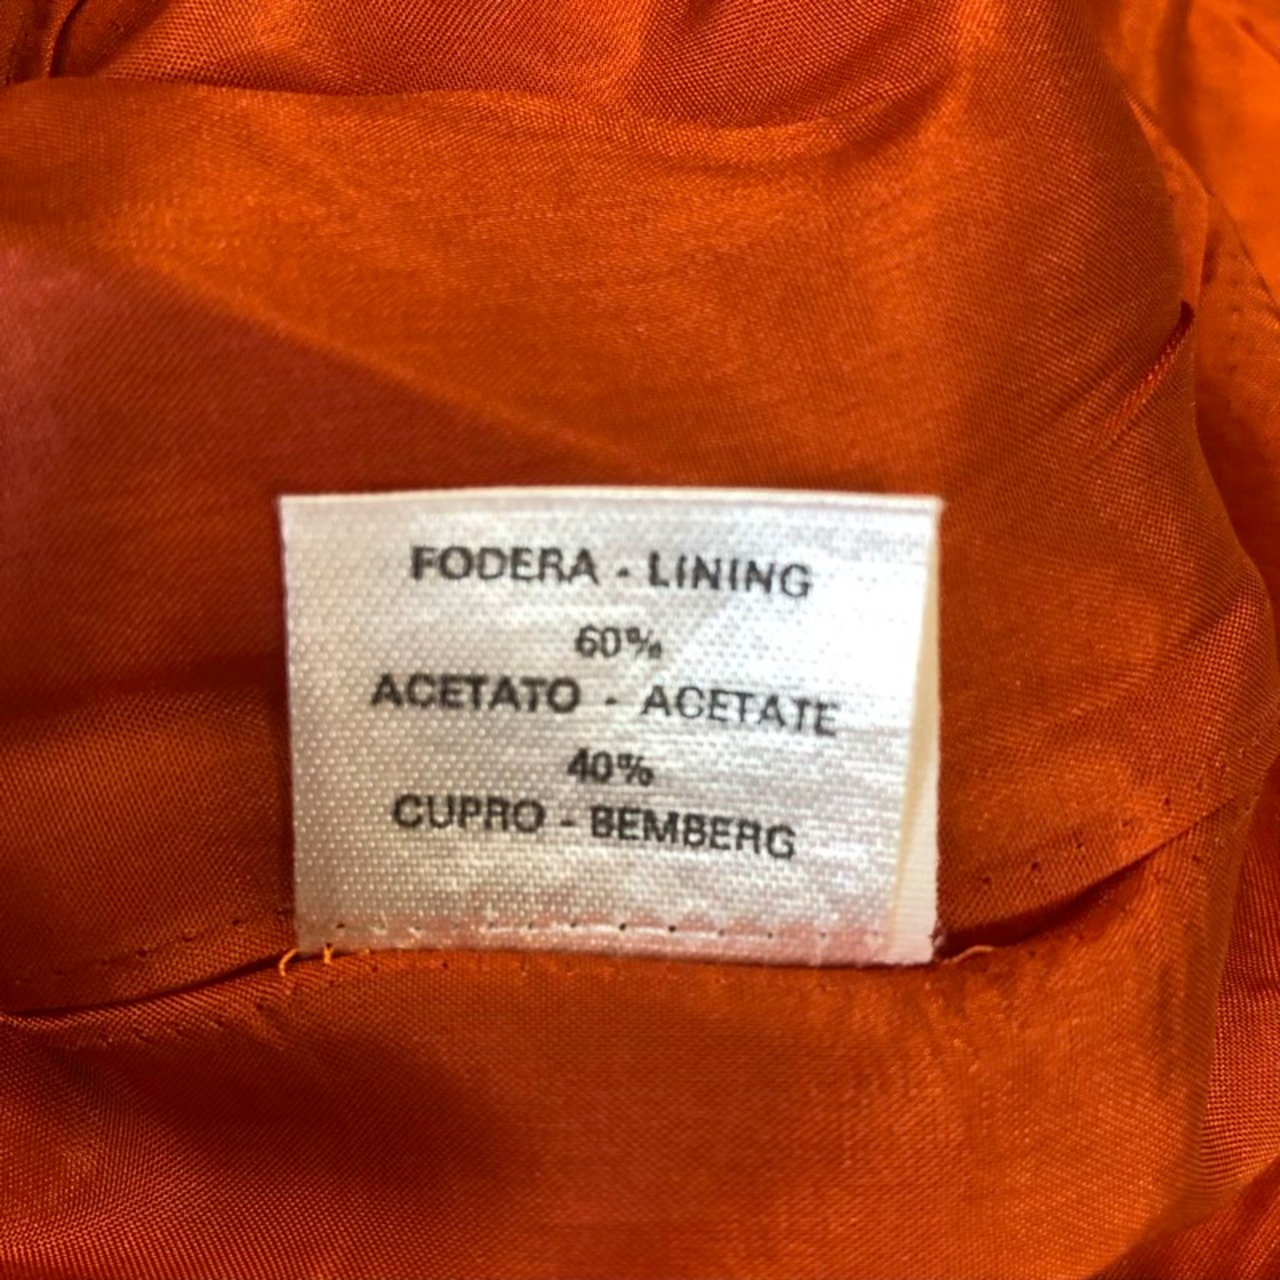 FODERA - LINING
60%
ACETATO - ACETATE
40%
CUPRO - BEMBERG